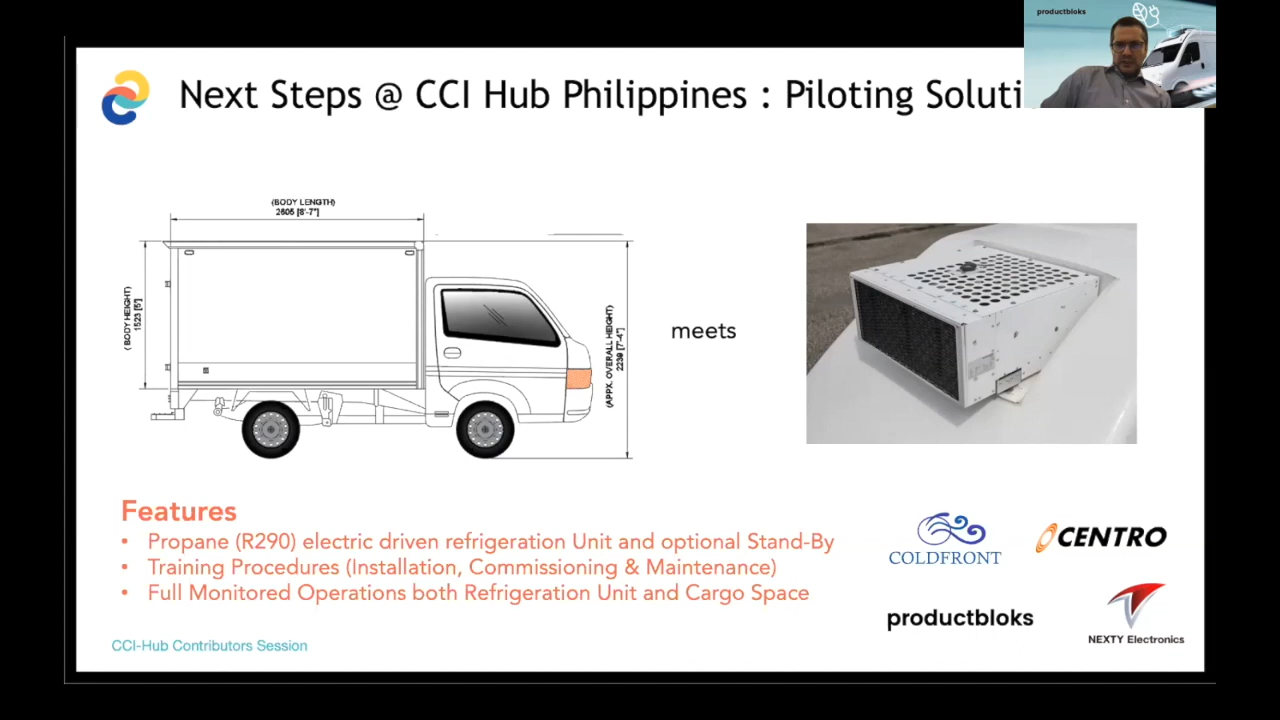 productbloks
Next Steps @ CCI Hub Philippines : Piloting Soluti
(BODY LENGTH)
2605 [8'-7"]
(BODY HEIGHT)
1523 [5']
(APPX. OVERALL HEIGHT)
2239 [7'-4"]
meets
Features
• Propane (R290) electric driven refrigeration Unit and optional Stand-By
• Training Procedures (Installation, Commissioning & Maintenance)
• Full Monitored Operations both Refrigeration Unit and Cargo Space
COLDFRONT
CENTRO
productbloks
NEXTY Electronics
CCI-Hub Contributors Session